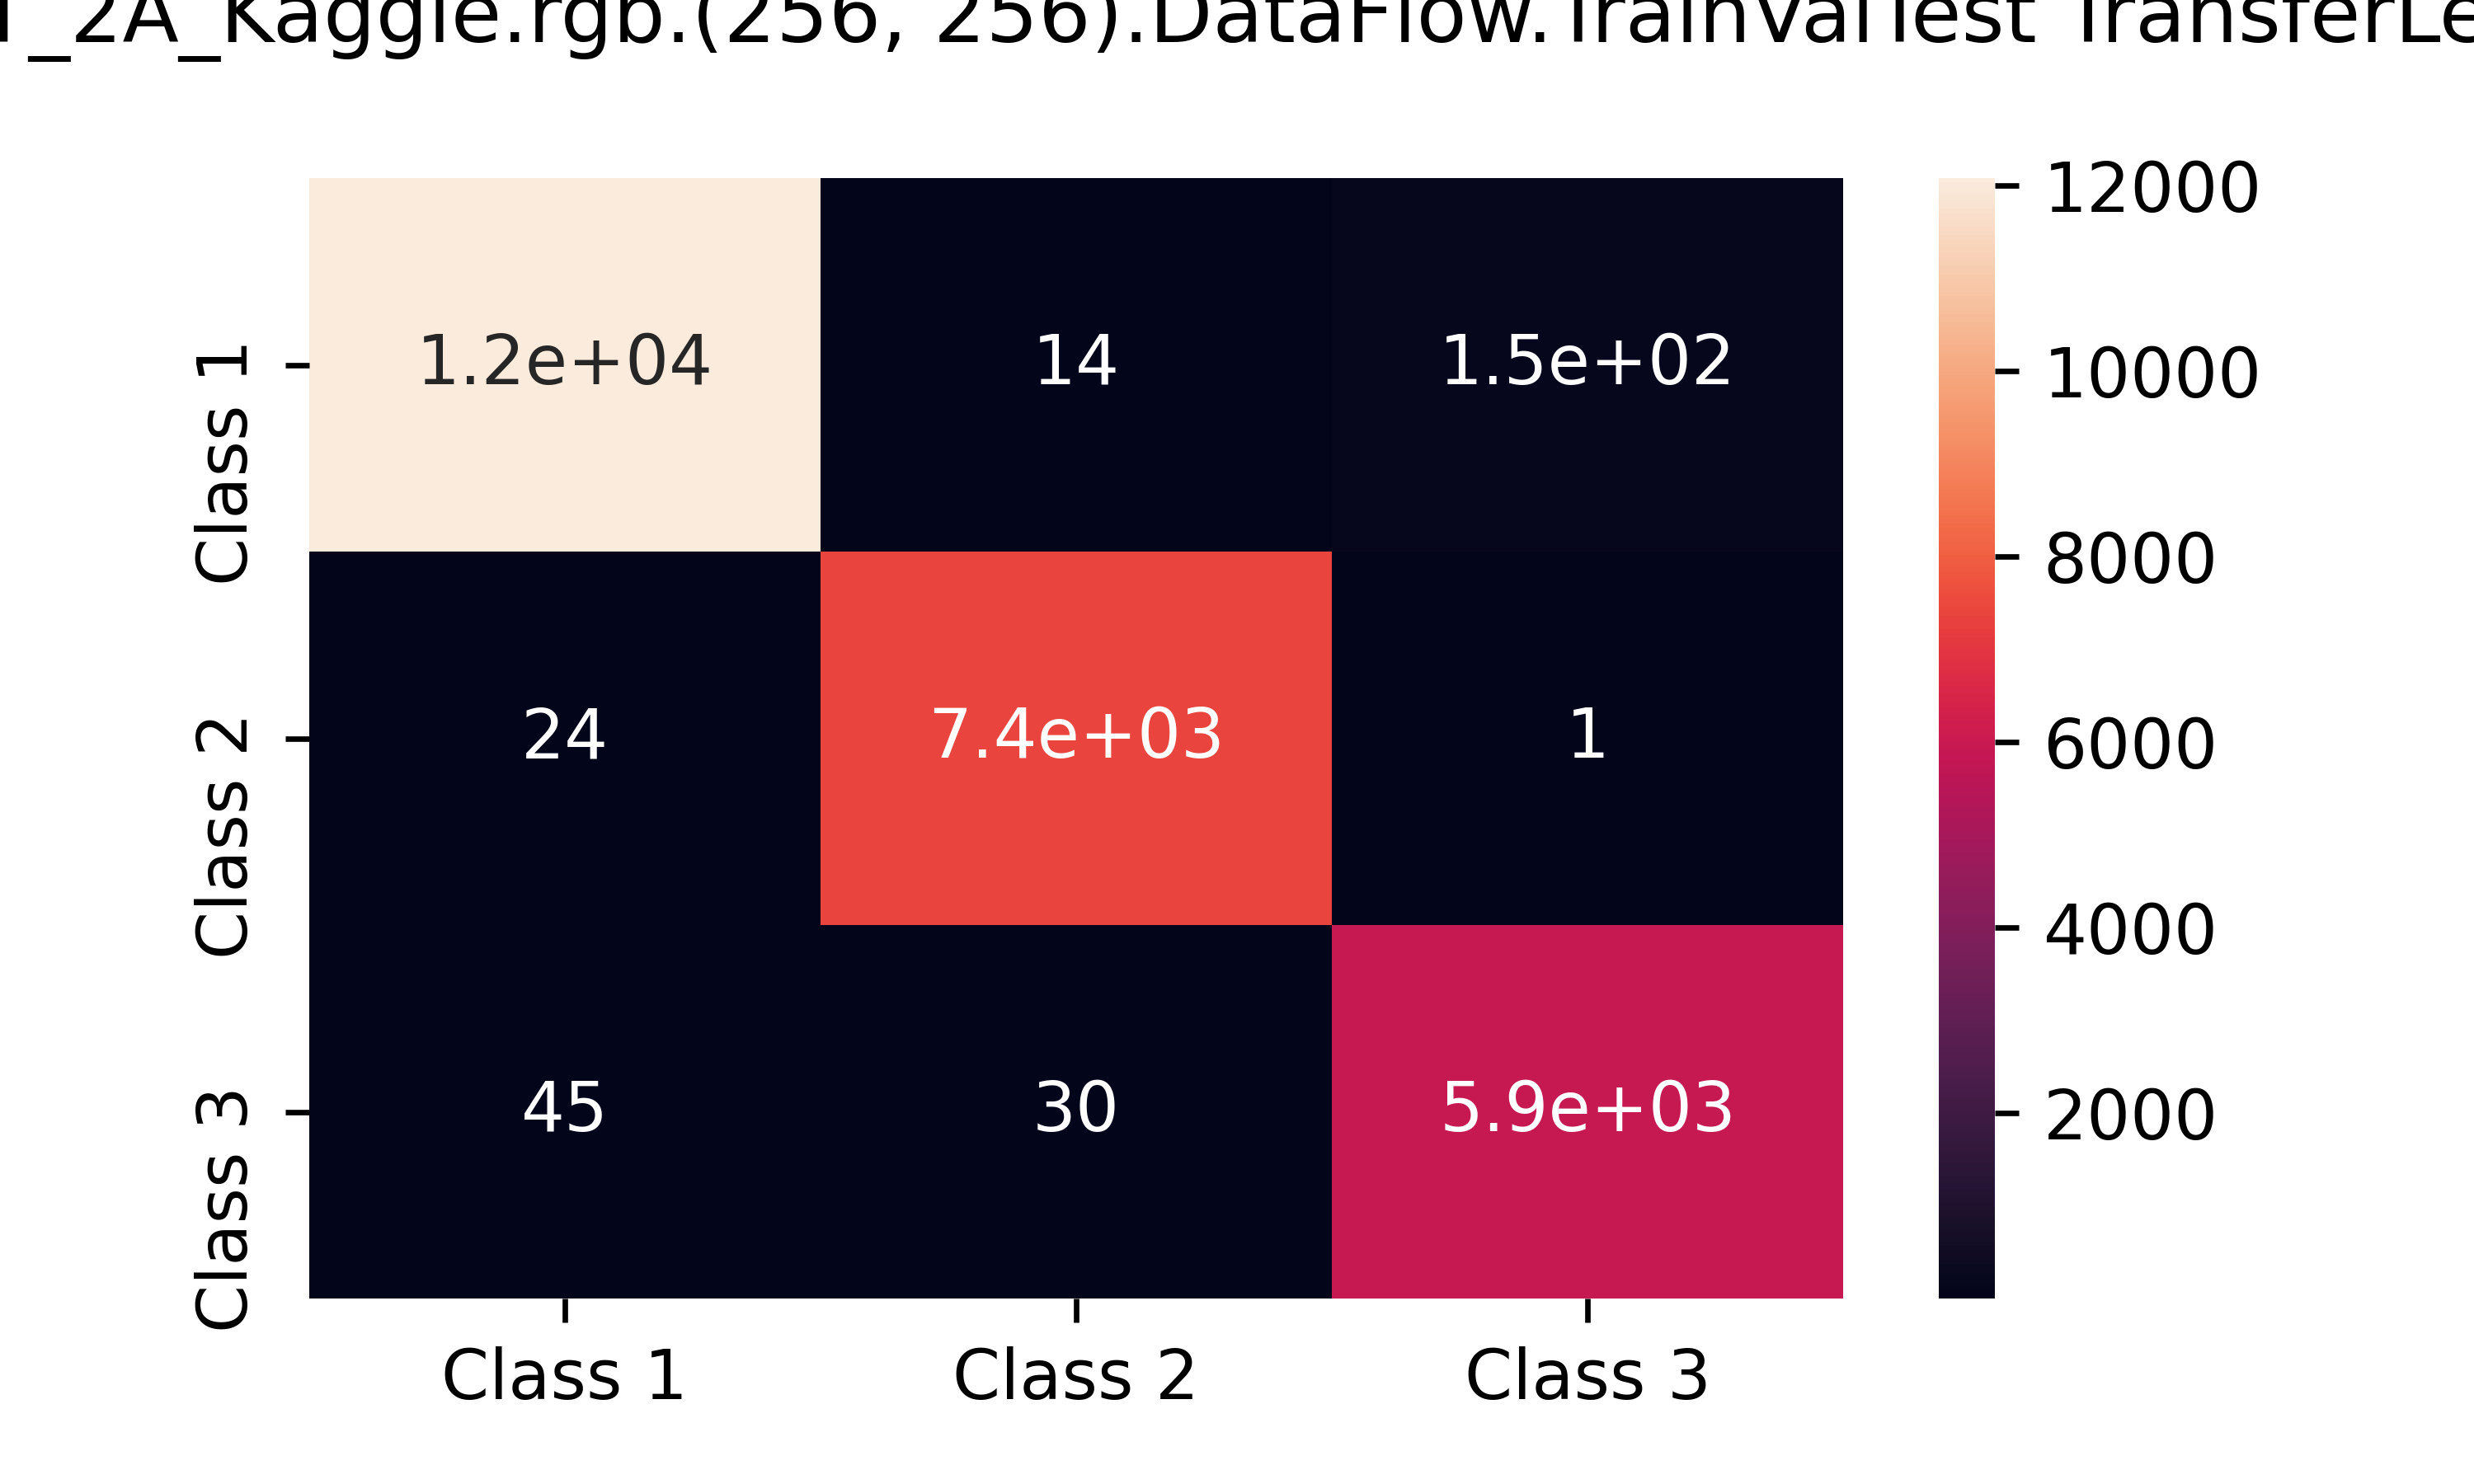 _2A_Kaggle.rgb.(256, 256).DataFlow.TrainValTest TransferLe
12000
Class 1 1.2e+04 14 1.5e+02
10000
8000
Class 2 24 7.4e+03 1
6000
4000
Class 3 45 30 5.9e+03
2000
Class 1 Class 2 Class 3